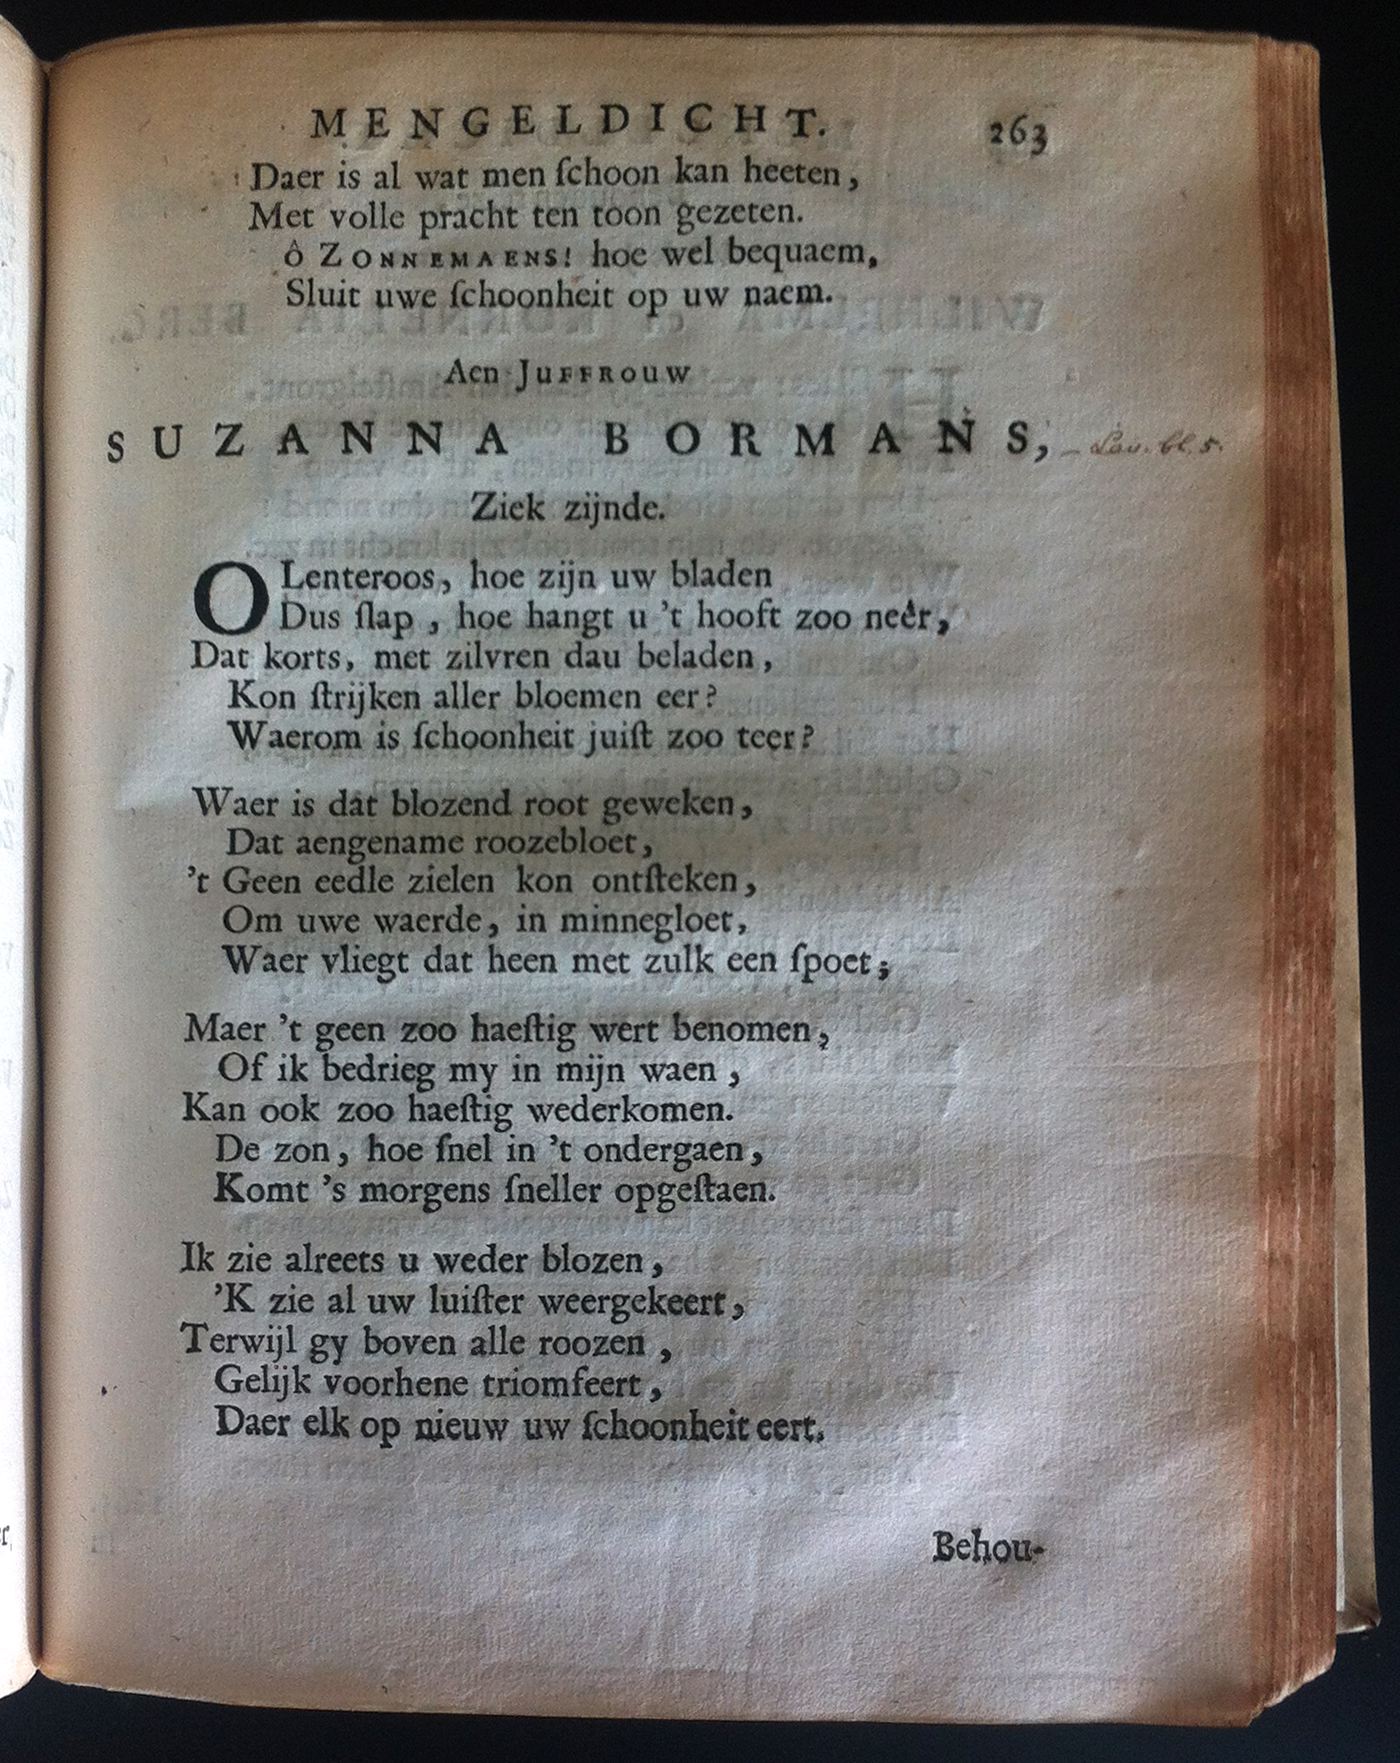 MENGELDICHT. 263
Daer is al wat men ſchoon kan heeten,
Met volle pracht ten toon gezeten.
ô ZONNEMAENS! hoe wel bequaem,
Sluit uwe ſchoonheit op uw naem.
Aen JUFFROUW
SUZANNA BORMANS,
Ziek zijnde.
O Lenteroos, hoe zijn uw bladen
Dus ſlap, hoe hangt u 't hooft zoo neêr,
Dat korts, met zilvren dau beladen,
Kon ſtrijken aller bloemen eer?
Waerom is ſchoonheit juiſt zoo teer?
Waer is dat blozend root geweken,
Dat aengename roozebloet,
't Geen eedle zielen kon ontſteken,
Om uwe waerde, in minnegloet,
Waer vliegt dat heen met zulk een ſpoet;
Maer 't geen zoo haeſtig wert benomen,
Of ik bedrieg my in mijn waen,
Kan ook zoo haeſtig wederkomen.
De zon, hoe ſnel in 't ondergaen,
Komt 's morgens ſneller opgeſtaen.
Ik zie alreets u weder blozen,
'K zie al uw luiſter weergekeert,
Terwijl gy boven alle roozen,
Gelijk voorhene triomfeert,
Daer elk op nieuw uw ſchoonheit eert.
Behou-